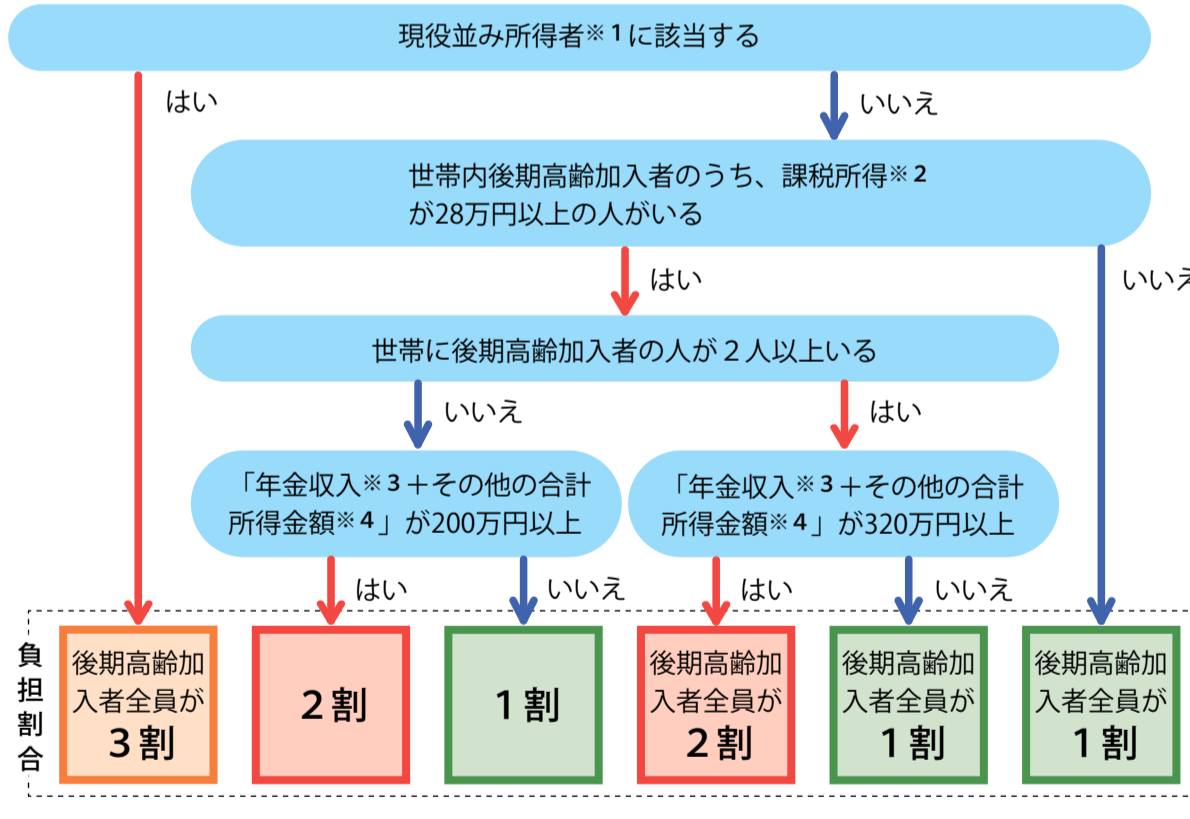 現役並み所得者※１に該当する
はい
いいえ
世帯内後期高齢加入者のうち、課税所得※２
が28万円以上の人がいる
はい
いいえ
世帯に後期高齢加入者の人が２人以上いる
いいえ
はい
「年金収入※３＋その他の合計
所得金額※４」が200万円以上
「年金収入※３＋その他の合計
所得金額※４」が320万円以上
はい
いいえ
はい
いいえ
負担割合
後期高齢加
入者全員が
３割
２割
１割
後期高齢加
入者全員が
２割
後期高齢加
入者全員が
１割
後期高齢加
入者全員が
１割